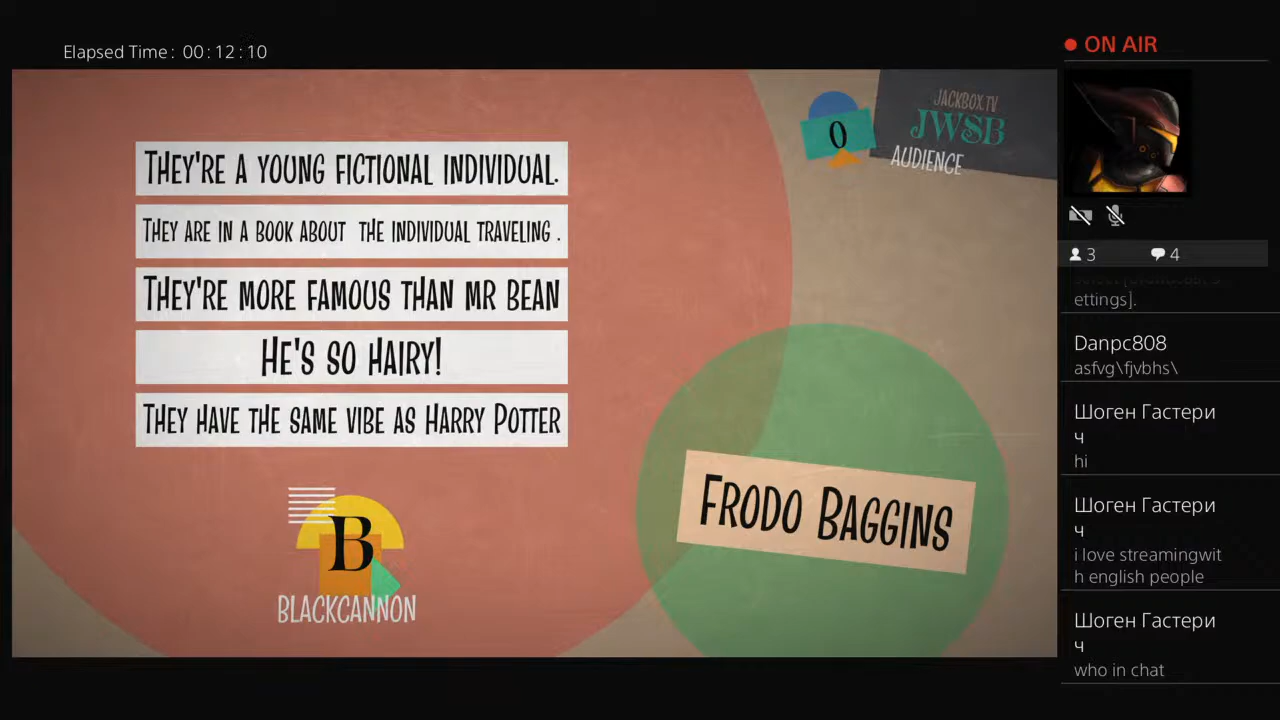 Elapsed Time: 00:12:10
ON AIR
THEY'RE A YOUNG FICTIONAL INDIVIDUAL.
THEY ARE IN A BOOK ABOUT THE INDIVIDUAL TRAVELING .
THEY'RE MORE FAMOUS THAN MR BEAN
HE'S SO HAIRY!
THEY HAVE THE SAME VIBE AS HARRY POTTER
B
BLACKCANNON
0
JACKBOX.TV
JWSB
AUDIENCE
FRODO BAGGINS
3
4
ettings].
Danpc808
asfvg\fjvbhs\
Шоген Гастери
ч
hi
Шоген Гастери
ч
i love streamingwit
h english people
Шоген Гастери
ч
who in chat